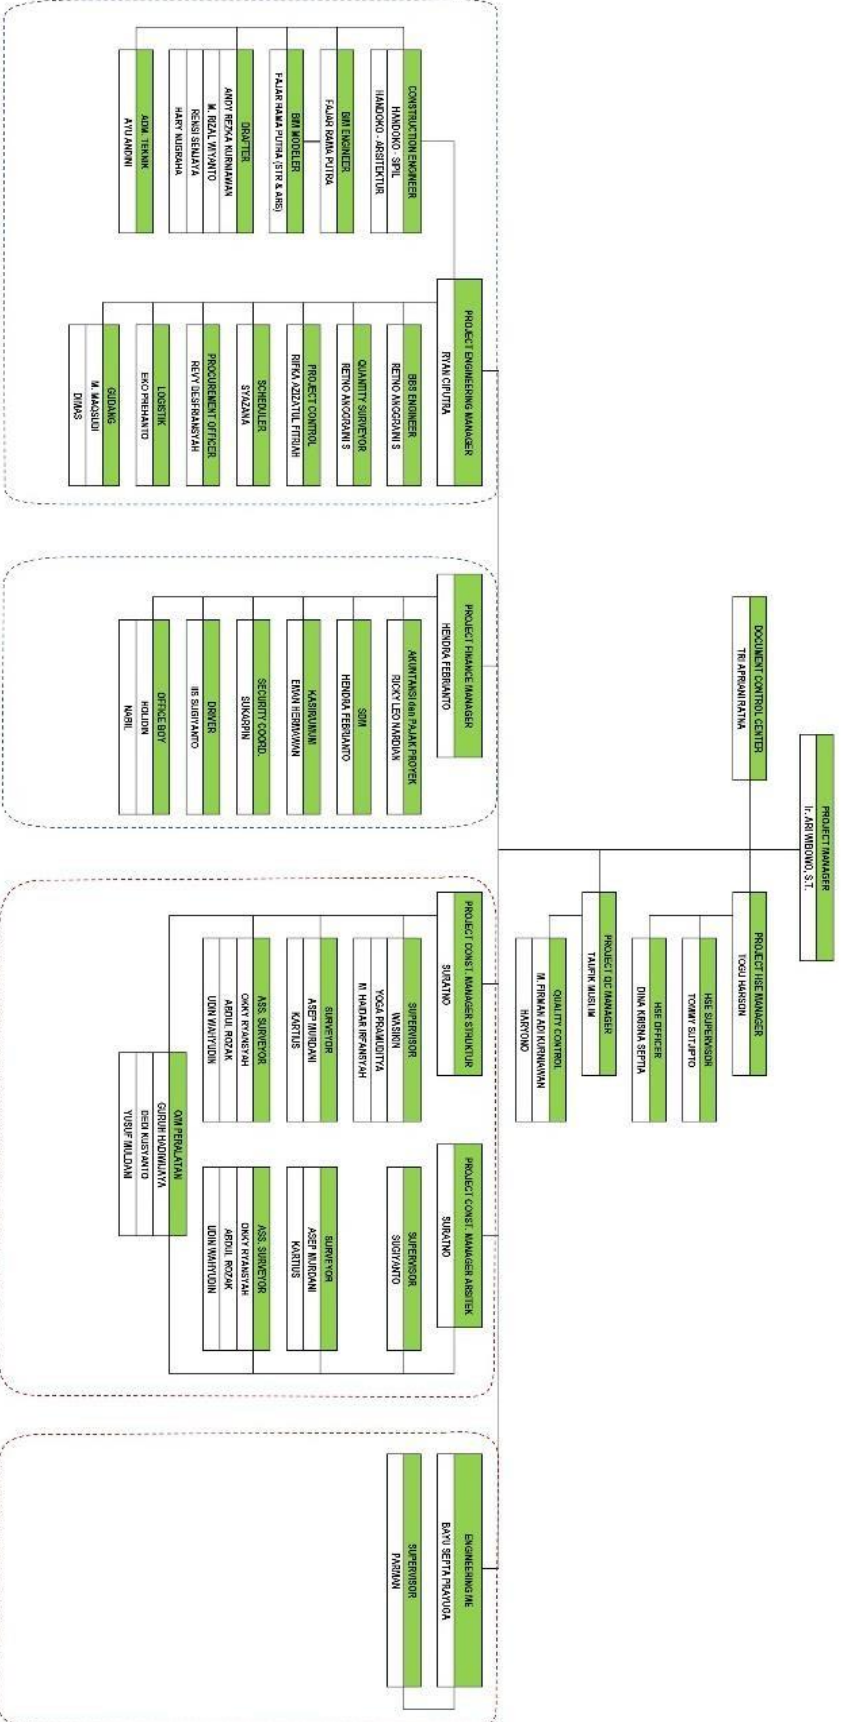 PROJECT MANAGER
Ir. ARI WIBOWO, S.T.
DOCUMENT CONTROL CENTER
TRI APRIANI RATNA
PROJECT HSE MANAGER
TOGU HARSON
HSE SUPERVISOR
TOMMY SUTJIPTO
HSE OFFICER
DINA KRISNA SEPTIA
PROJECT QC MANAGER
TAUFIK MUSLIM
QUALITY CONTROL
M. FIRMAN ADI KURNIAWAN
HARYONO
PROJECT ENGINEERING MANAGER
RYAN CIPUTRA
CONSTRUCTION ENGINEER
HANDOKO - SIPIL
HANDOKO - ARSITEKTUR
BIM ENGINEER
FAJAR RAMA PUTRA
BIM MODELER
FAJAR RAMA PUTRA (STR & ARS)
DRAFTER
ANDY REZKA KURNIAWAN
M. RIZAL WIYANTO
RENSI SENJAYA
HARY NUGRAHA
ADM. TEKNIK
AYU ANDINI
BBS ENGINEER
RETNO ANGGRAINI S
QUANTITY SURVEYOR
RETNO ANGGRAINI S
PROJECT CONTROL
RIFKA AZIZATUL FITRIAH
SCHEDULER
SYAZANA
PROCUREMENT OFFICER
REVY DESFRIANSYAH
LOGISTIK
EKO PREHANTO
GUDANG
M. MAQSUDI
DIMAS
PROJECT FINANCE MANAGER
HENDRA FEBRIANTO
AKUNTANSI dan PAJAK PROYEK
RICKY LEO NARDIAN
SDM
HENDRA FEBRIANTO
KASIR/UMUM
EMAN HERMAWAN
SECURITY COORD.
SUKARPIN
DRIVER
IIS SUGIYANTO
OFFICE BOY
HOLIDIN
NABIL
PROJECT CONST. MANAGER STRUKTUR
SURATNO
SUPERVISOR
WASIKIN
YOGA PRAMUDITYA
M HAIDAR IRFANSYAH
SURVEYOR
ASEP MURDANI
KARTIUS
ASS. SURVEYOR
OKKY RYANSYAH
ABDUL ROZAK
UDIN WAHYUDIN
PROJECT CONST. MANAGER ARSITEK
SURATNO
SUPERVISOR
SUGIYANTO
SURVEYOR
ASEP MURDANI
KARTIUS
ASS. SURVEYOR
OKKY RYANSYAH
ABDUL ROZAK
UDIN WAHYUDIN
O/M PERALATAN
GURUH HADIWIJAYA
DEDI KUSYANTO
YUSUF MULDANI
ENGINEERING ME
BAYU SEPTA PRAYUGA
SUPERVISOR
PARMAN